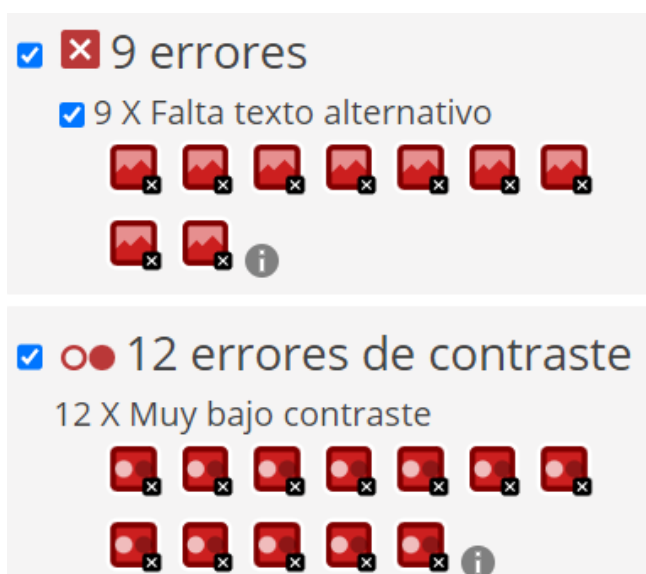 9 errores
9 X Falta texto alternativo
12 errores de contraste
12 X Muy bajo contraste